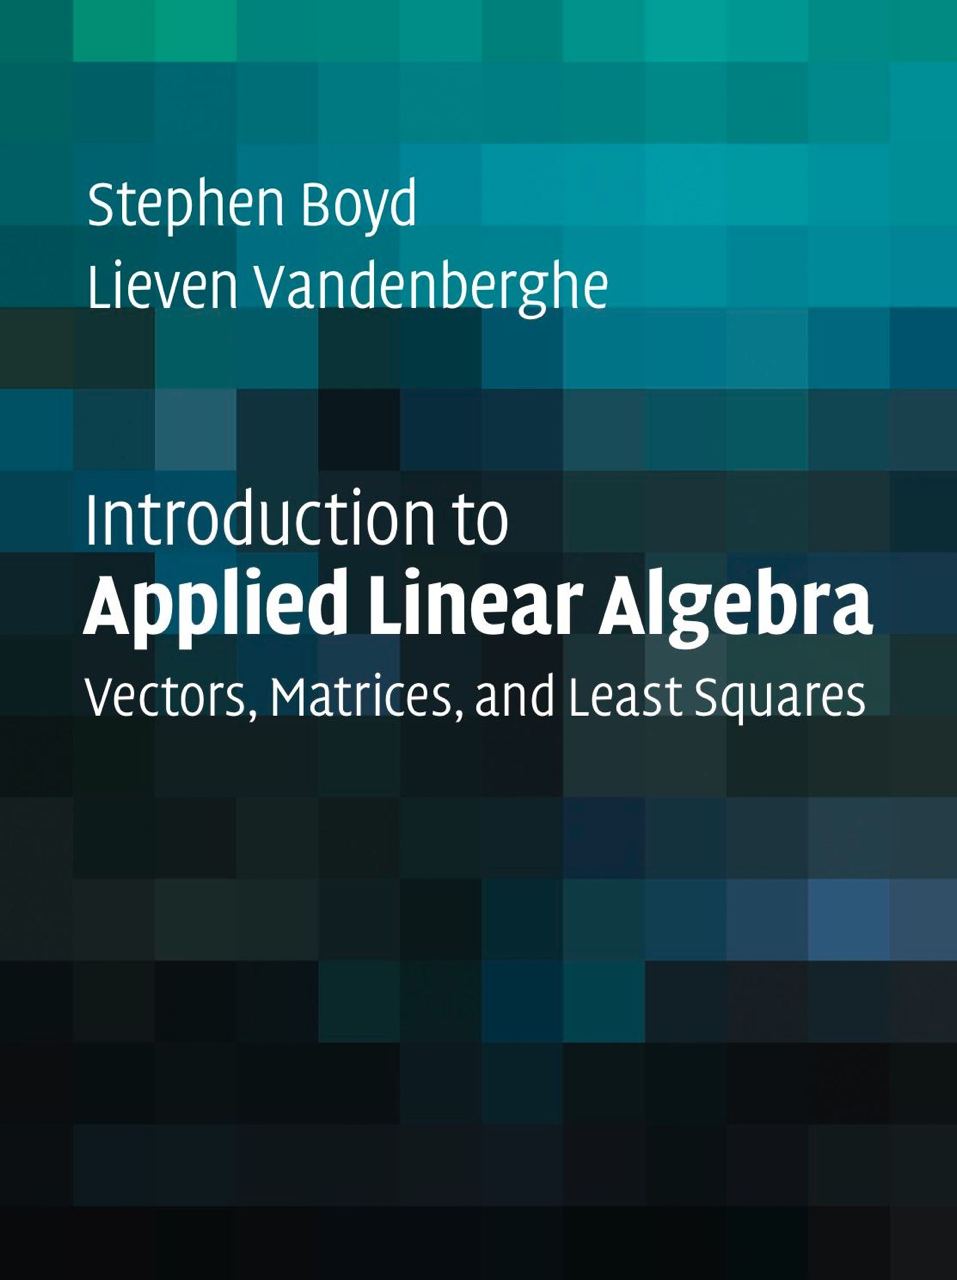 Stephen Boyd
Lieven Vandenberghe
Introduction to
Applied Linear Algebra
Vectors, Matrices, and Least Squares